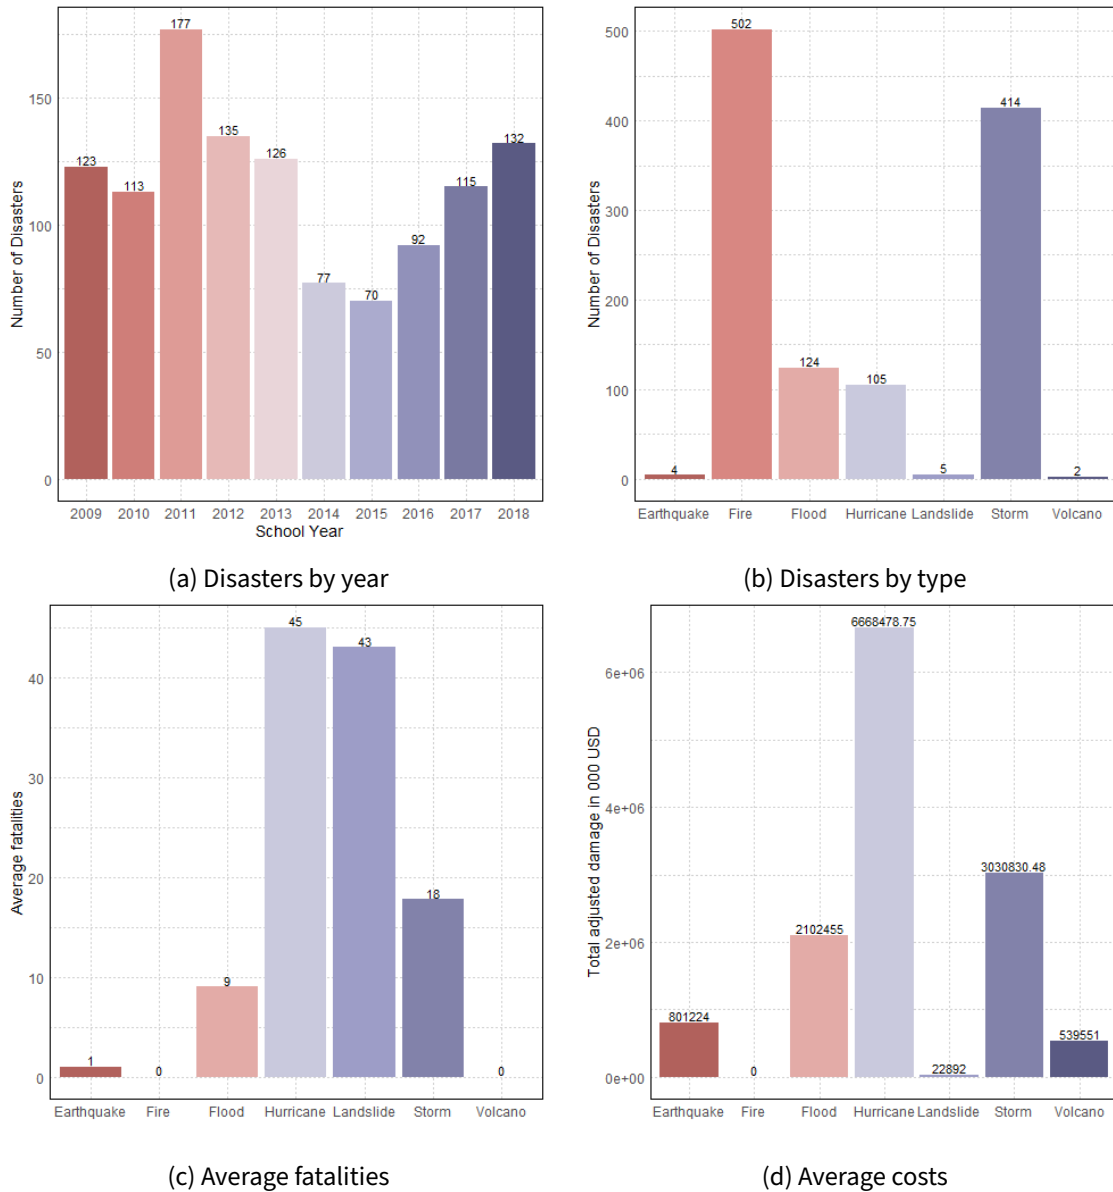 Number of Disasters
150
100
50
0
123
113
177
135
126
77
70
92
115
132
2009 2010 2011 2012 2013 2014 2015 2016 2017 2018
School Year
(a) Disasters by year
Number of Disasters
500
400
300
200
100
0
4
502
124
105
5
414
2
Earthquake Fire Flood Hurricane Landslide Storm Volcano
(b) Disasters by type
Average fatalities
40
30
20
10
0
1
0
9
45
43
18
0
Earthquake Fire Flood Hurricane Landslide Storm Volcano
(c) Average fatalities
Total adjusted damage in 000 USD
6e+06
4e+06
2e+06
0e+00
801224
0
2102455
6668478.75
22892
3030830.48
539551
Earthquake Fire Flood Hurricane Landslide Storm Volcano
(d) Average costs